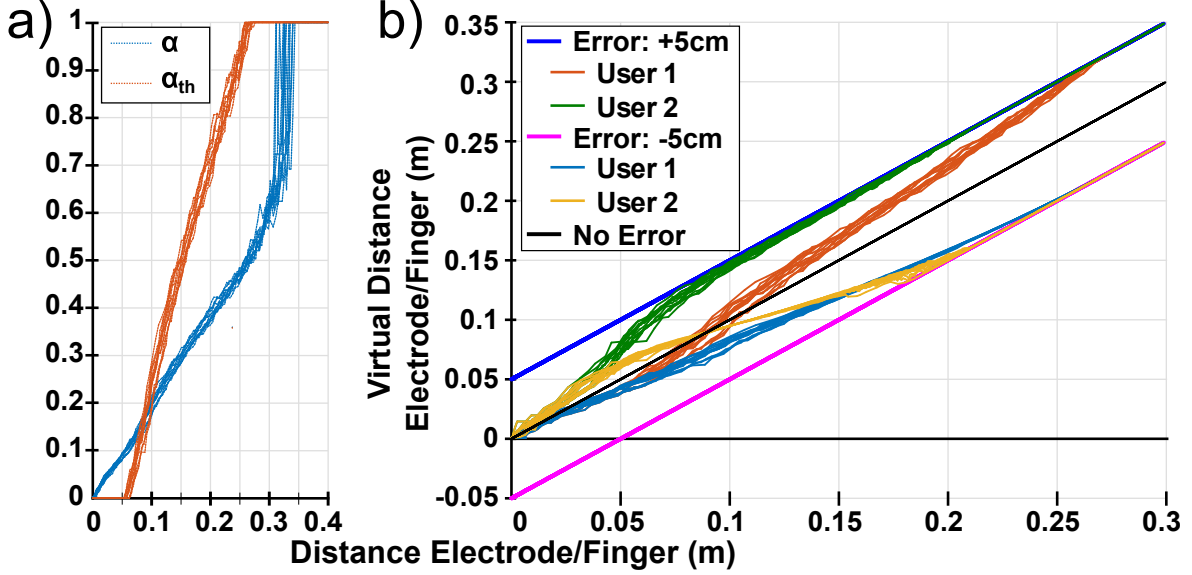 a)
1
0.9
0.8
0.7
0.6
0.5
0.4
0.3
0.2
0.1
0
0 0.1 0.2 0.3 0.4
α
αth
b)
Virtual Distance
Electrode/Finger (m)
0.35
0.3
0.25
0.2
0.15
0.1
0.05
0
-0.05
0 0.05 0.1 0.15 0.2 0.25 0.3
Error: +5cm
User 1
User 2
Error: -5cm
User 1
User 2
No Error
Distance Electrode/Finger (m)